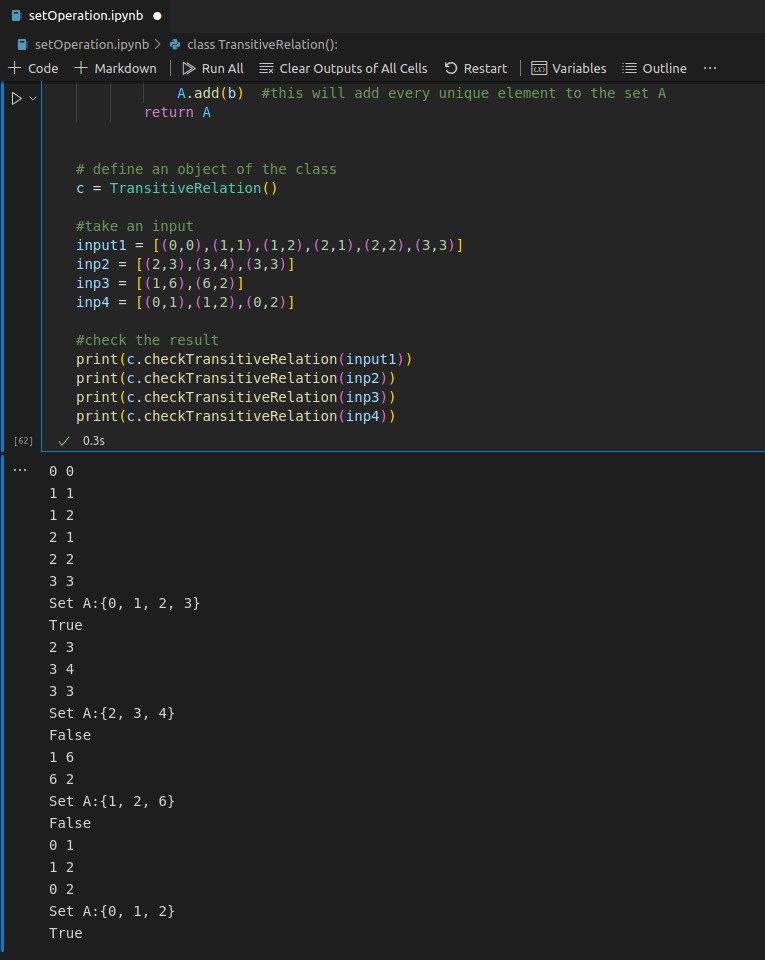 setOperation.ipynb ●
setOperation.ipynb > class TransitiveRelation():
+ Code + Markdown | Run All Clear Outputs of All Cells Restart | Variables Outline ...
A.add(b) #this will add every unique element to the set A
return A
# define an object of the class
c = TransitiveRelation()
#take an input
input1 = [(0,0),(1,1),(1,2),(2,1),(2,2),(3,3)]
inp2 = [(2,3),(3,4),(3,3)]
inp3 = [(1,6),(6,2)]
inp4 = [(0,1),(1,2),(0,2)]
#check the result
print(c.checkTransitiveRelation(input1))
print(c.checkTransitiveRelation(inp2))
print(c.checkTransitiveRelation(inp3))
print(c.checkTransitiveRelation(inp4))
[62] ✓ 0.3s
... 0 0
1 1
1 2
2 1
2 2
3 3
Set A:{0, 1, 2, 3}
True
2 3
3 4
3 3
Set A:{2, 3, 4}
False
1 6
6 2
Set A:{1, 2, 6}
False
0 1
1 2
0 2
Set A:{0, 1, 2}
True